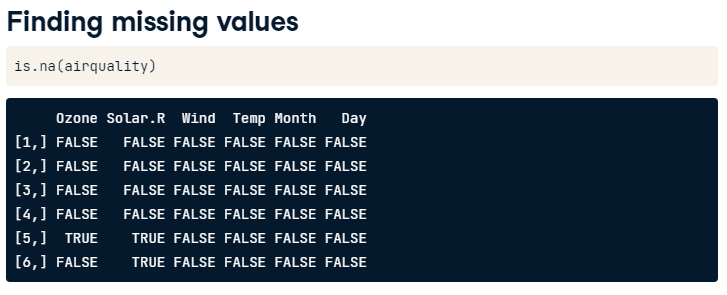 Finding missing values
is.na(airquality)
     Ozone Solar.R  Wind  Temp Month   Day
[1,] FALSE   FALSE FALSE FALSE FALSE FALSE
[2,] FALSE   FALSE FALSE FALSE FALSE FALSE
[3,] FALSE   FALSE FALSE FALSE FALSE FALSE
[4,] FALSE   FALSE FALSE FALSE FALSE FALSE
[5,]  TRUE    TRUE FALSE FALSE FALSE FALSE
[6,] FALSE    TRUE FALSE FALSE FALSE FALSE